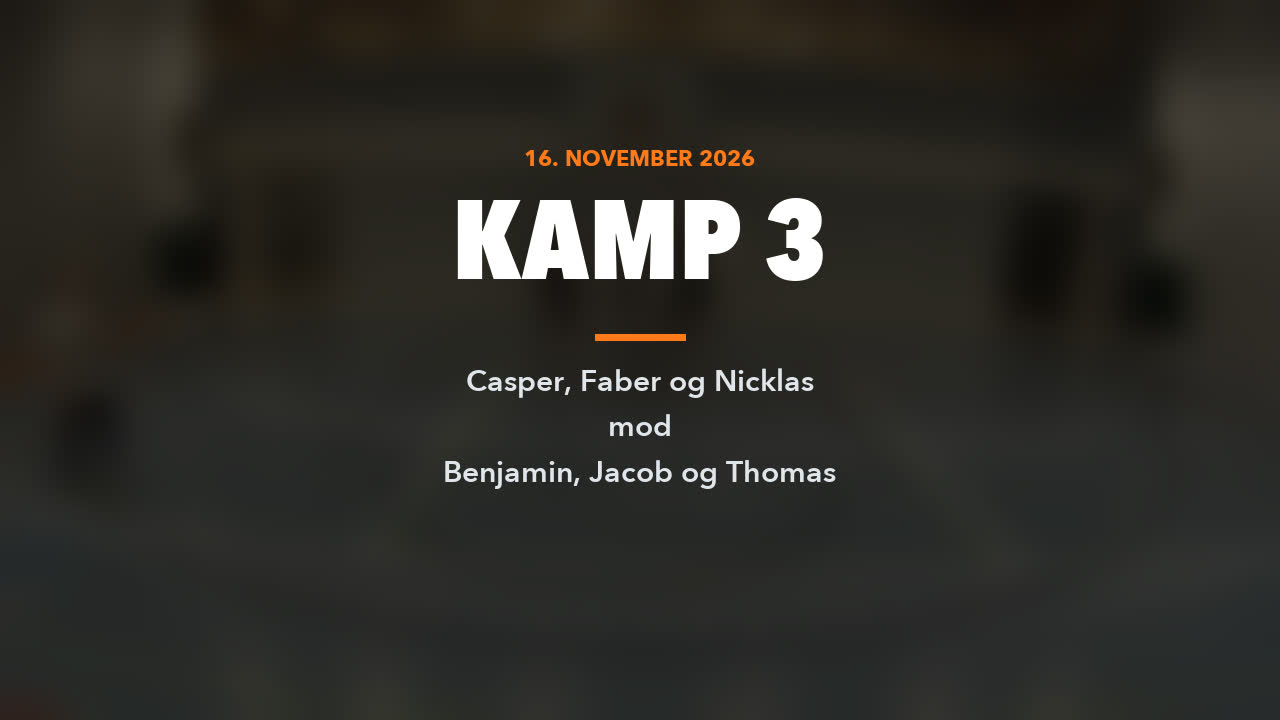 16. NOVEMBER 2026
KAMP 3
Casper, Faber og Nicklas
mod
Benjamin, Jacob og Thomas